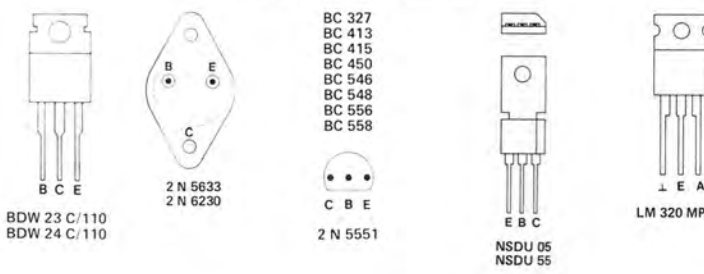 B C E
BDW 23 C/110
BDW 24 C/110
B E
C
2 N 5633
2 N 6230
BC 327
BC 413
BC 415
BC 450
BC 546
BC 548
BC 556
BC 558
C B E
2 N 5551
E B C
NSDU 05
NSDU 55
⊥ E A
LM 320 MP